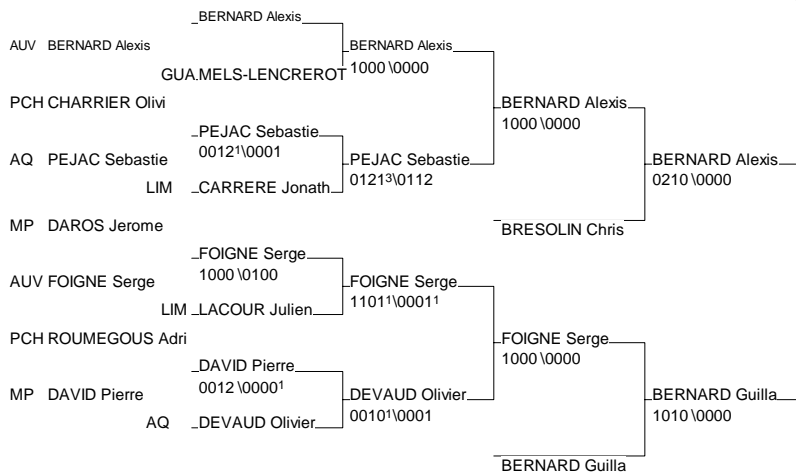 BERNARD Alexis
AUV BERNARD Alexis BERNARD Alexis
1000\0000
GUA MELS-LENCREROT
PCH CHARRIER Olivi BERNARD Alexis
1000\0000
PEJAC Sebastie
0012¹\0001
AQ PEJAC Sebastie PEJAC Sebastie BERNARD Alexis
0121³\0112 0210\0000
LIM CARRERE Jonath
MP DAROS Jerome BRESOLIN Chris
FOIGNE Serge
1000\0100
AUV FOIGNE Serge FOIGNE Serge
1101¹\0001¹
LIM LACOUR Julien
PCH ROUMEGOUS Adri FOIGNE Serge
1000\0000
DAVID Pierre
0012\0000¹
MP DAVID Pierre DEVAUD Olivier BERNARD Guilla
0010¹\0001 1010\0000
AQ DEVAUD Olivier
BERNARD Guilla